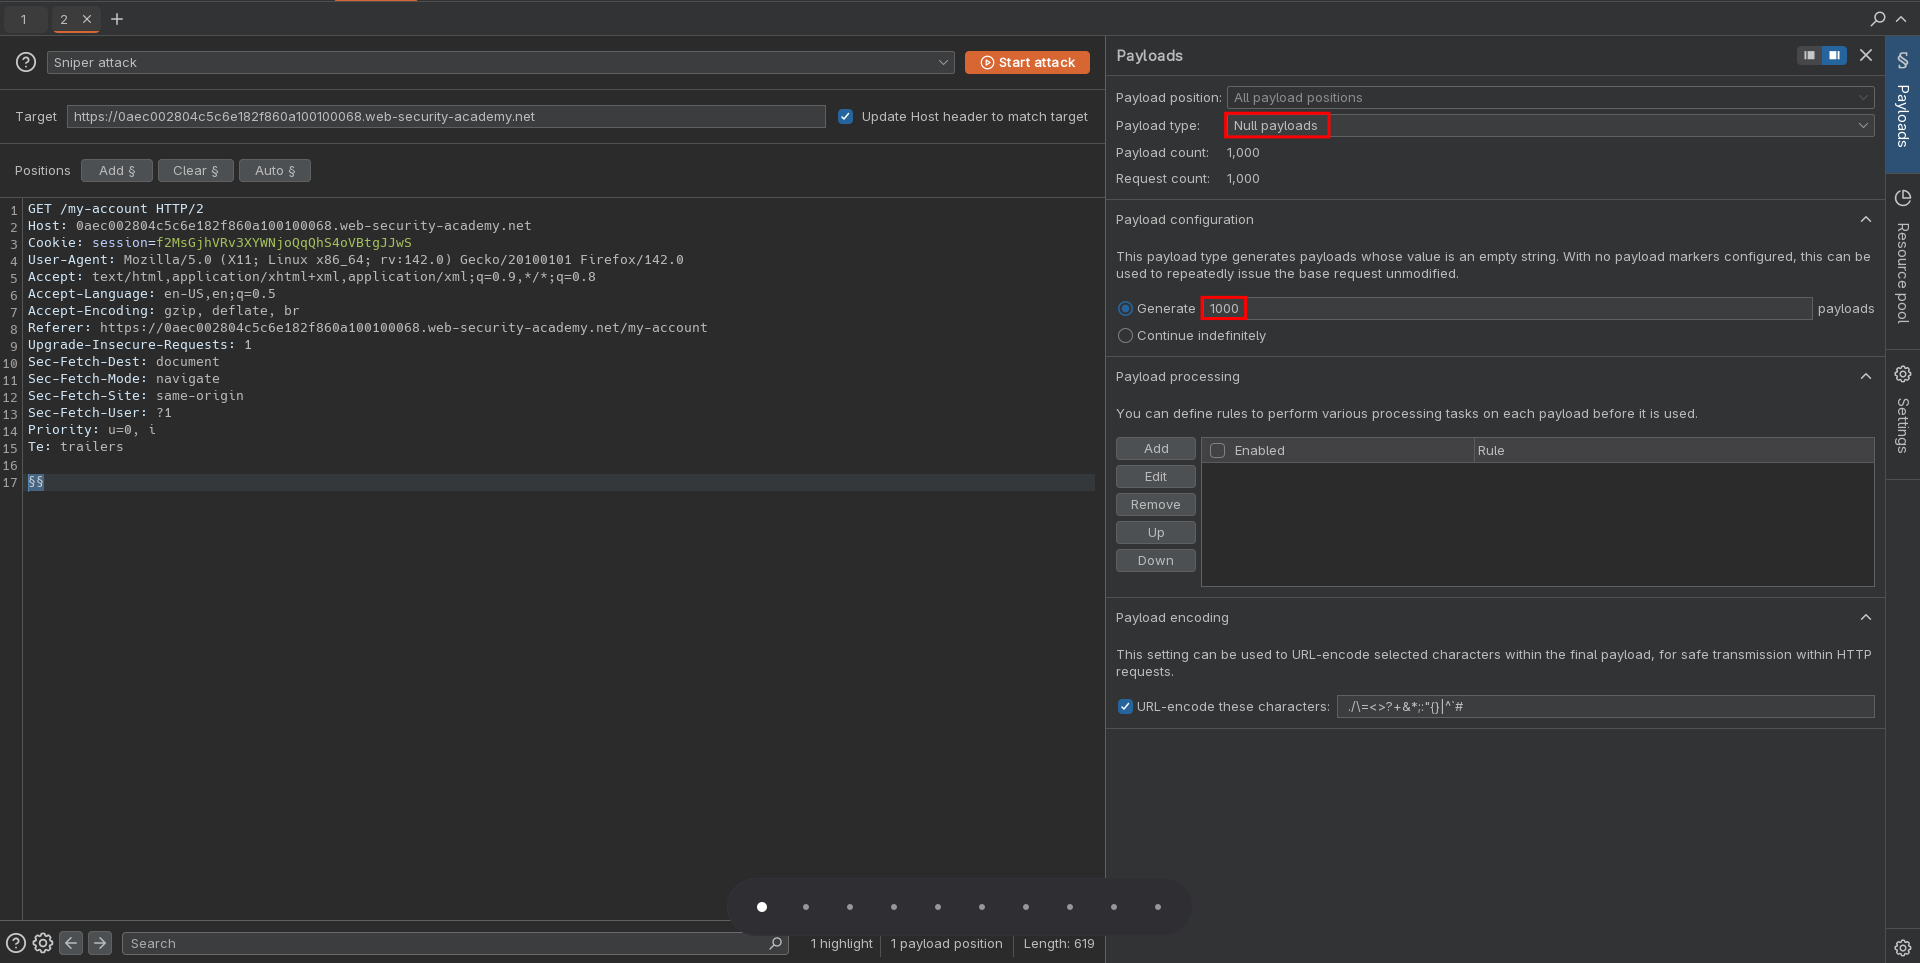 1
2
Sniper attack
Start attack
Target
https://0aec002804c5c6e182f860a100100068.web-security-academy.net
Update Host header to match target
Positions
Add §
Clear §
Auto §
1 GET /my-account HTTP/2
2 Host: 0aec002804c5c6e182f860a100100068.web-security-academy.net
3 Cookie: session=f2MsGjhVRv3XYWNjoQqQhS4oVBtgJJwS
4 User-Agent: Mozilla/5.0 (X11; Linux x86_64; rv:142.0) Gecko/20100101 Firefox/142.0
5 Accept: text/html,application/xhtml+xml,application/xml;q=0.9,*/*;q=0.8
6 Accept-Language: en-US,en;q=0.5
7 Accept-Encoding: gzip, deflate, br
8 Referer: https://0aec002804c5c6e182f860a100100068.web-security-academy.net/my-account
9 Upgrade-Insecure-Requests: 1
10 Sec-Fetch-Dest: document
11 Sec-Fetch-Mode: navigate
12 Sec-Fetch-Site: same-origin
13 Sec-Fetch-User: ?1
14 Priority: u=0, i
15 Te: trailers
16
17 §§
Search
1 highlight
1 payload position
Length: 619
Payloads
Payload position: All payload positions
Payload type: Null payloads
Payload count: 1,000
Request count: 1,000
Payload configuration
This payload type generates payloads whose value is an empty string. With no payload markers configured, this can be
used to repeatedly issue the base request unmodified.
Generate 1000 payloads
Continue indefinitely
Payload processing
You can define rules to perform various processing tasks on each payload before it is used.
Add
Edit
Remove
Up
Down
Enabled
Rule
Payload encoding
This setting can be used to URL-encode selected characters within the final payload, for safe transmission within HTTP
requests.
URL-encode these characters: ./\=<>?+&*;:"{}|^`#
§
Payloads
Resource pool
Settings